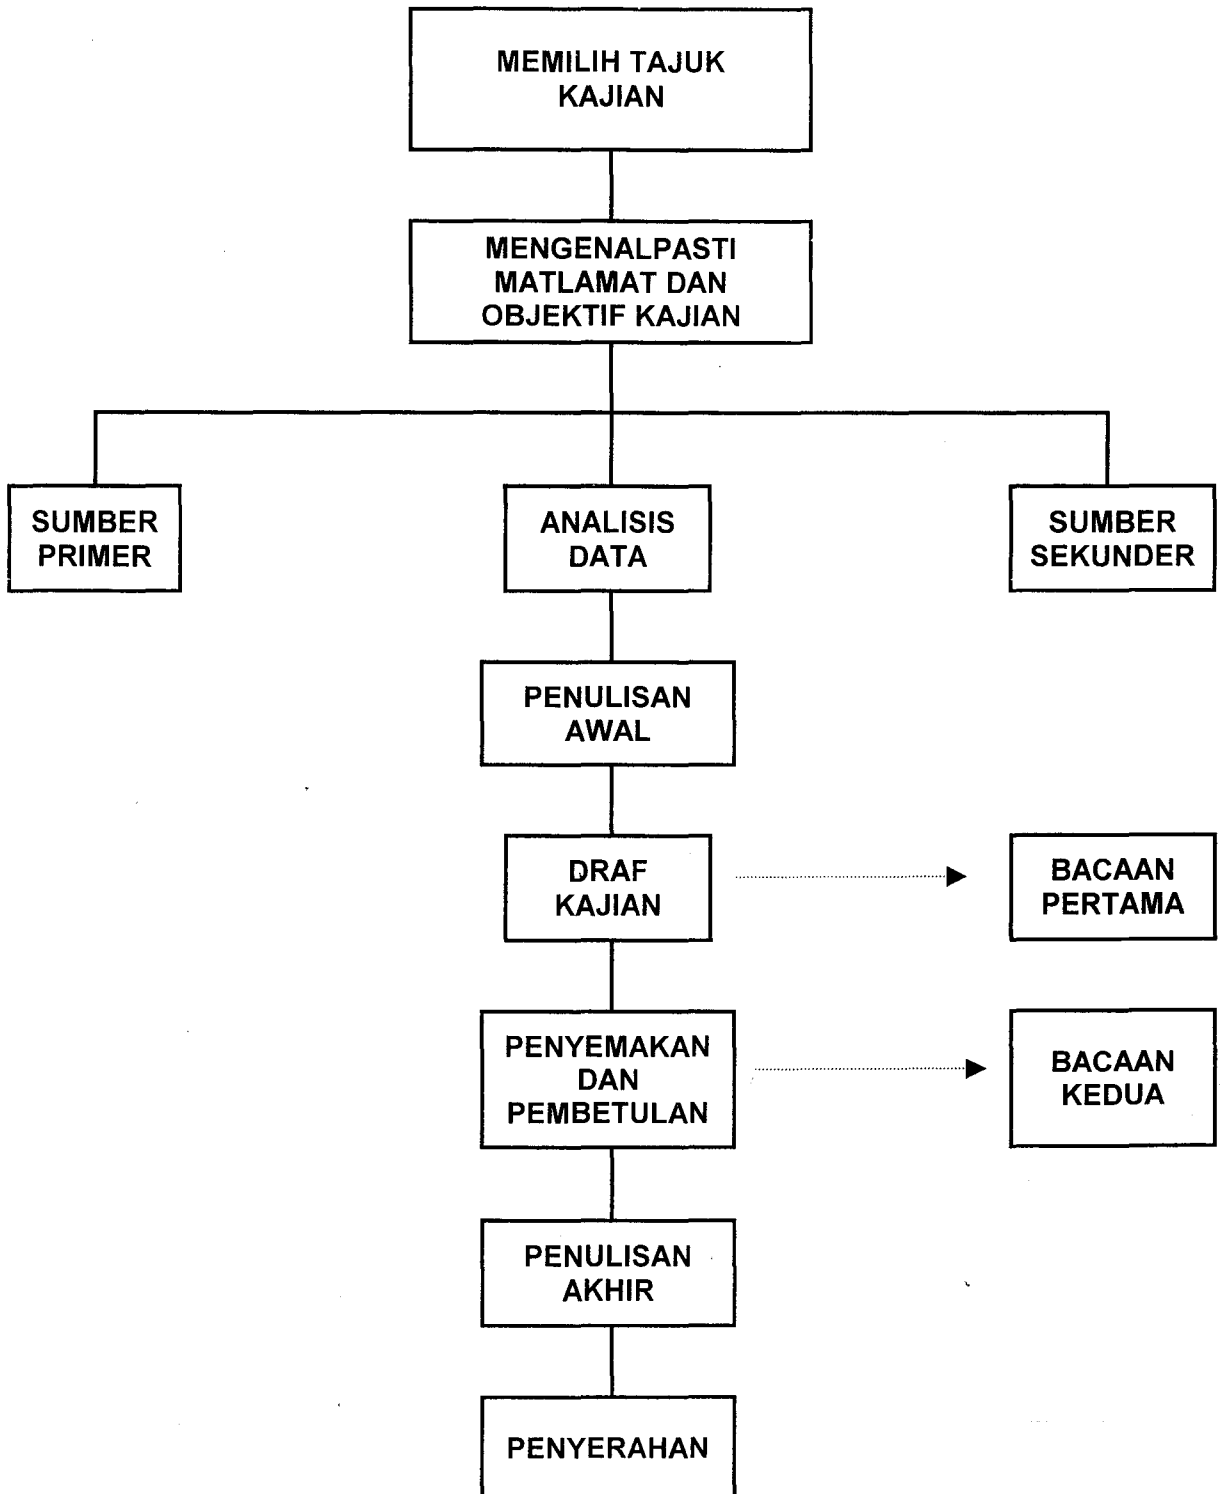 MEMILIH TAJUK
KAJIAN
MENGENALPASTI
MATLAMAT DAN
OBJEKTIF KAJIAN
SUMBER
PRIMER
ANALISIS
DATA
SUMBER
SEKUNDER
PENULISAN
AWAL
DRAF
KAJIAN
BACAAN
PERTAMA
PENYEMAKAN
DAN
PEMBETULAN
BACAAN
KEDUA
PENULISAN
AKHIR
PENYERAHAN